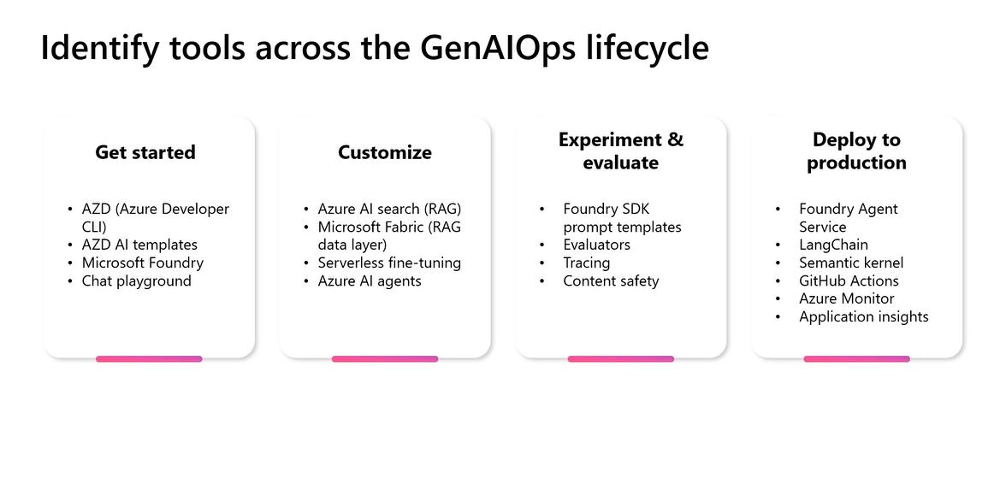 Identify tools across the GenAIOps lifecycle
Get started
• AZD (Azure Developer
CLI)
• AZD AI templates
• Microsoft Foundry
• Chat playground
Customize
• Azure AI search (RAG)
• Microsoft Fabric (RAG
data layer)
• Serverless fine-tuning
• Azure AI agents
Experiment &
evaluate
• Foundry SDK
prompt templates
• Evaluators
• Tracing
• Content safety
Deploy to
production
• Foundry Agent
Service
• LangChain
• Semantic kernel
• GitHub Actions
• Azure Monitor
• Application insights